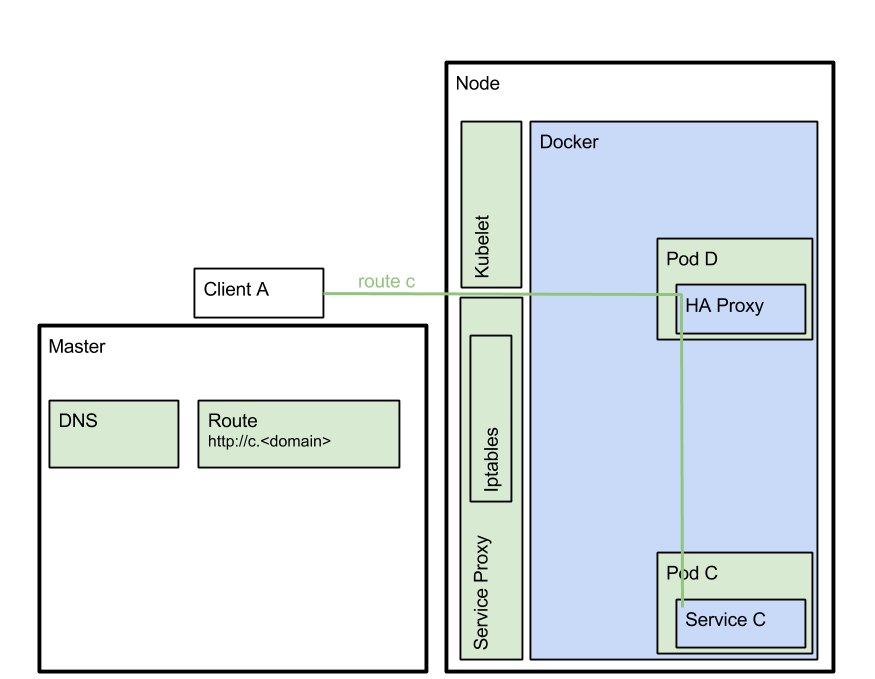 Node
Docker
Kubelet
Pod D
HA Proxy
Client A
route c
Master
DNS
Route
http://c.<domain>
Iptables
Service Proxy
Pod C
Service C